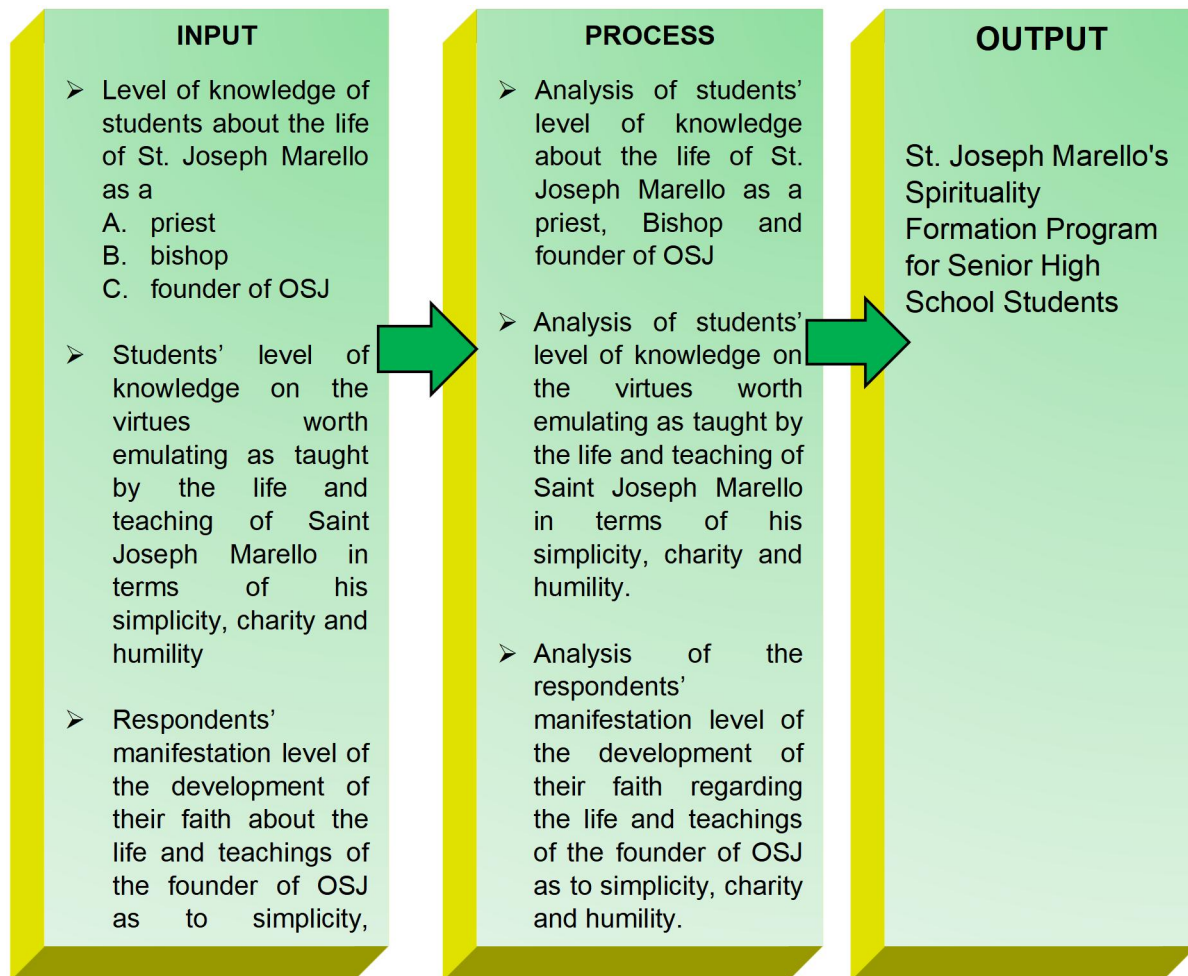 INPUT
➢ Level of knowledge of
students about the life
of St. Joseph Marello
as a
A. priest
B. bishop
C. founder of OSJ
➢ Students’ level of
knowledge on the
virtues worth
emulating as taught
by the life and
teaching of Saint
Joseph Marello in
terms of his
simplicity, charity and
humility
➢ Respondents’
manifestation level of
the development of
their faith about the
life and teachings of
the founder of OSJ
as to simplicity,
PROCESS
➢ Analysis of students’
level of knowledge
about the life of St.
Joseph Marello as a
priest, Bishop and
founder of OSJ
➢ Analysis of students’
level of knowledge on
the virtues worth
emulating as taught by
the life and teaching of
Saint Joseph Marello
in terms of his
simplicity, charity and
humility.
➢ Analysis of the
respondents’
manifestation level of
the development of
their faith regarding
the life and teachings
of the founder of OSJ
as to simplicity, charity
and humility.
OUTPUT
St. Joseph Marello's
Spirituality
Formation Program
for Senior High
School Students